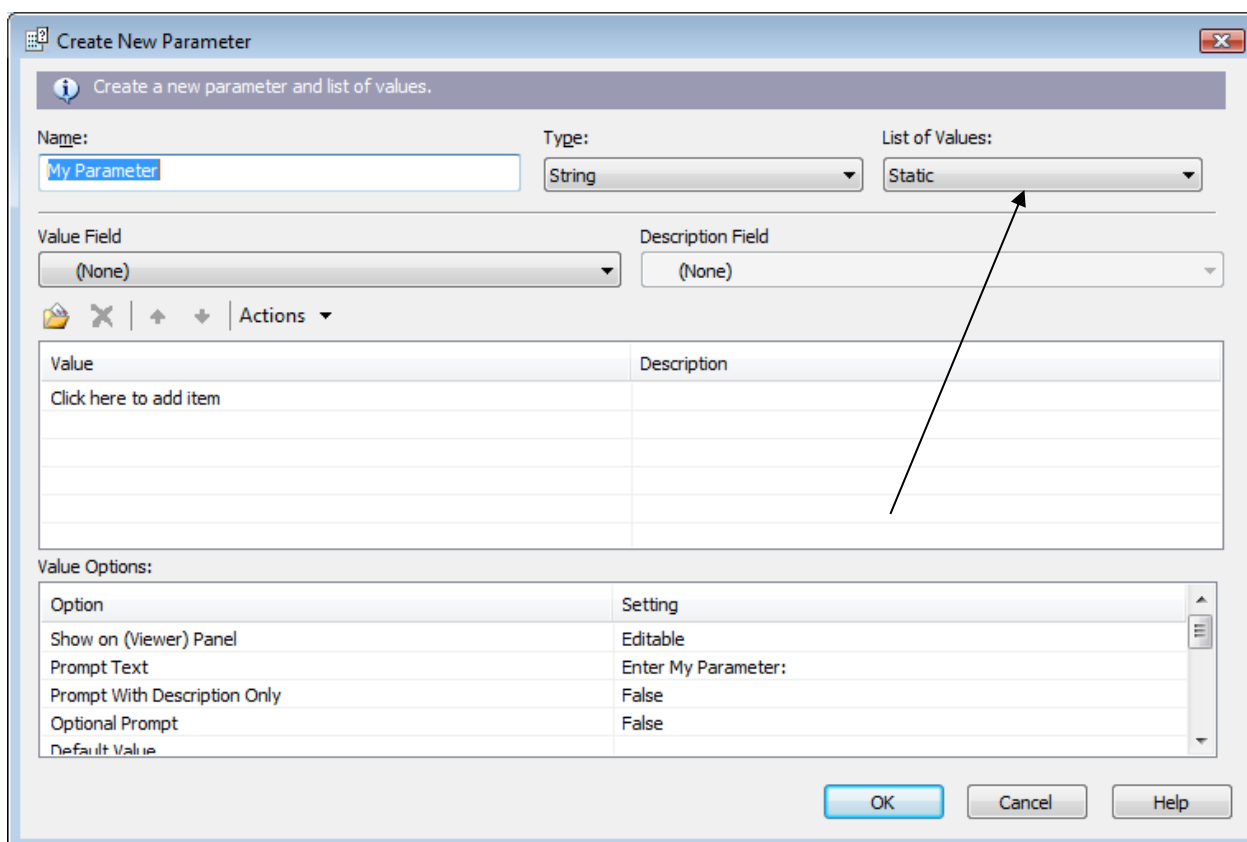 Create New Parameter
Create a new parameter and list of values.
Name: Type: List of Values:
My Parameter String Static
Value Field Description Field
(None) (None)
Actions
Value Description
Click here to add item
Value Options:
Option Setting
Show on (Viewer) Panel Editable
Prompt Text Enter My Parameter:
Prompt With Description Only False
Optional Prompt False
Default Value
OK Cancel Help